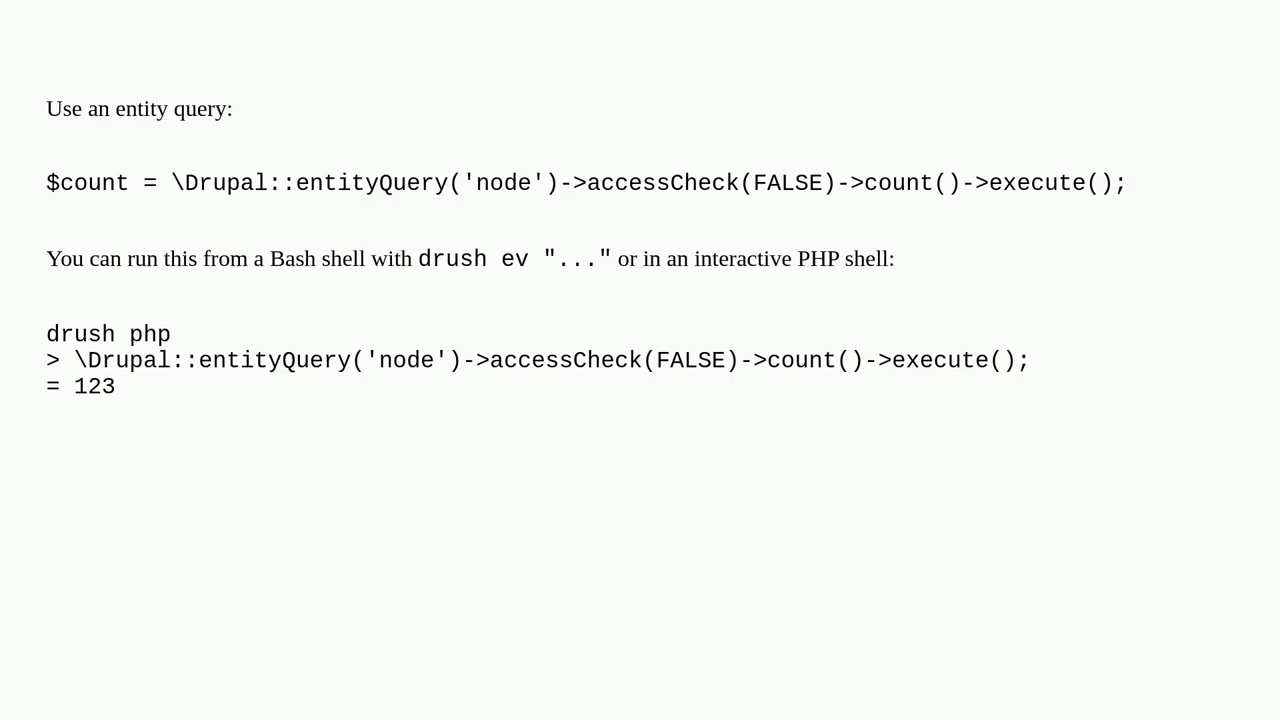 Use an entity query:
$count = \Drupal::entityQuery('node')->accessCheck(FALSE)->count()->execute();
You can run this from a Bash shell with drush ev "..." or in an interactive PHP shell:
drush php
> \Drupal::entityQuery('node')->accessCheck(FALSE)->count()->execute();
= 123